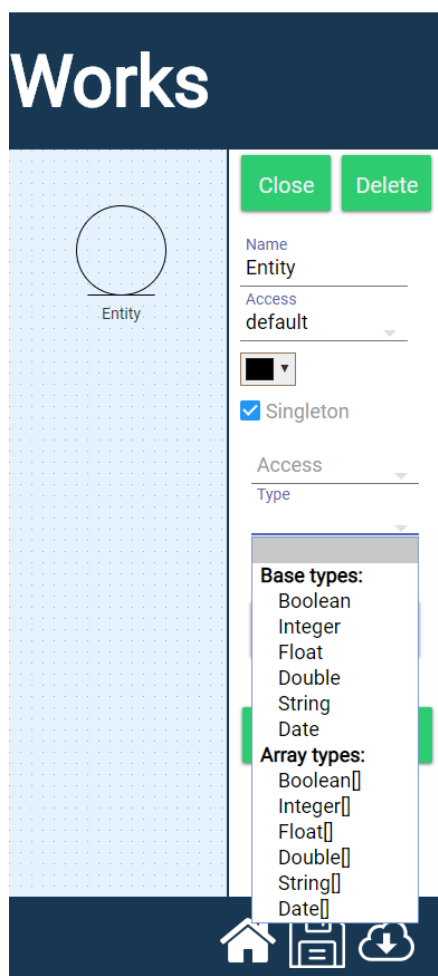 Works
Close Delete
Name
Entity
Access
default
Singleton
Access
Type
Entity
Base types:
Boolean
Integer
Float
Double
String
Date
Array types:
Boolean[]
Integer[]
Float[]
Double[]
String[]
Date[]